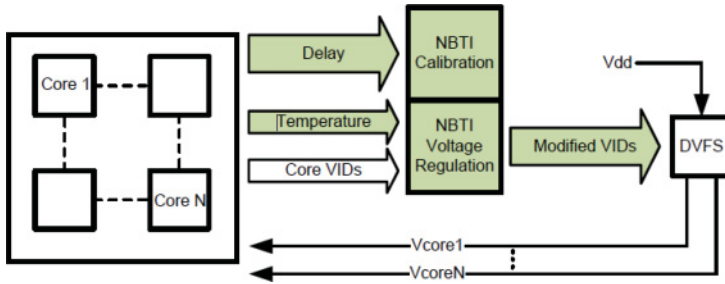 Core 1
Core N
Delay
Temperature
Core VIDs
NBTI
Calibration
NBTI
Voltage
Regulation
Modified VIDs
Vdd
DVFS
Vcore1
VcoreN